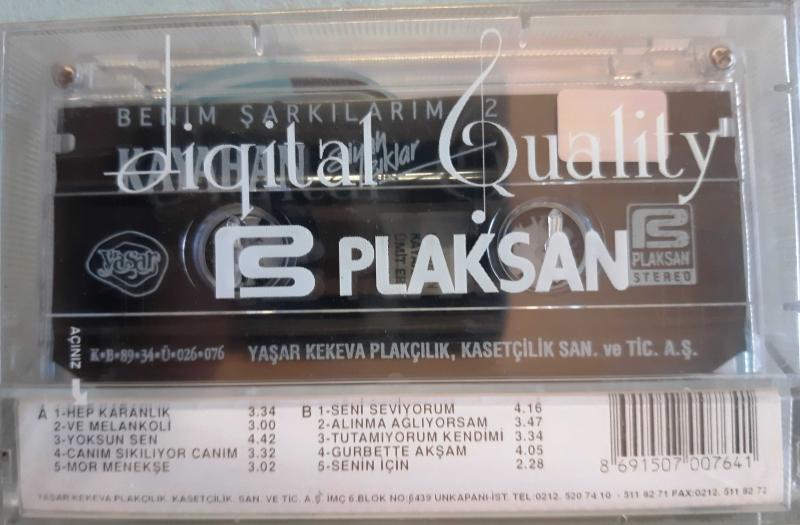 BENİM ŞARKILARIM 2
KAYAHAN Siyah Işıklar
Digital Quality
yaşar
PLAKSAN
PLAKSAN
STEREO
AÇINIZ
K•B•89•34•Ü•026•076
YAŞAR KEKEVA PLAKÇILIK, KASETÇİLİK SAN. ve TİC. A.Ş.
A 1-HEP KARANLIK 3.34
2-VE MELANKOLİ 3.00
3-YOKSUN SEN 4.42
4-CANIM SIKILIYOR CANIM 3.32
5-MOR MENEKŞE 3.02
B 1-SENİ SEVİYORUM 4.16
2-ALINMA AĞLIYORSAM 3.47
3-TUTAMIYORUM KENDİMİ 3.34
4-GURBETTE AKŞAM 4.05
5-SENİN İÇİN 2.28
8 691507 007641
YAŞAR KEKEVA PLAKÇILIK, KASETÇİLİK, SAN. VE TİC. A.Ş. İMÇ 6.BLOK NO:6439 UNKAPANI-İST. TEL:0212. 520 74 10 - 511 82 71 FAX:0212. 511 82 72